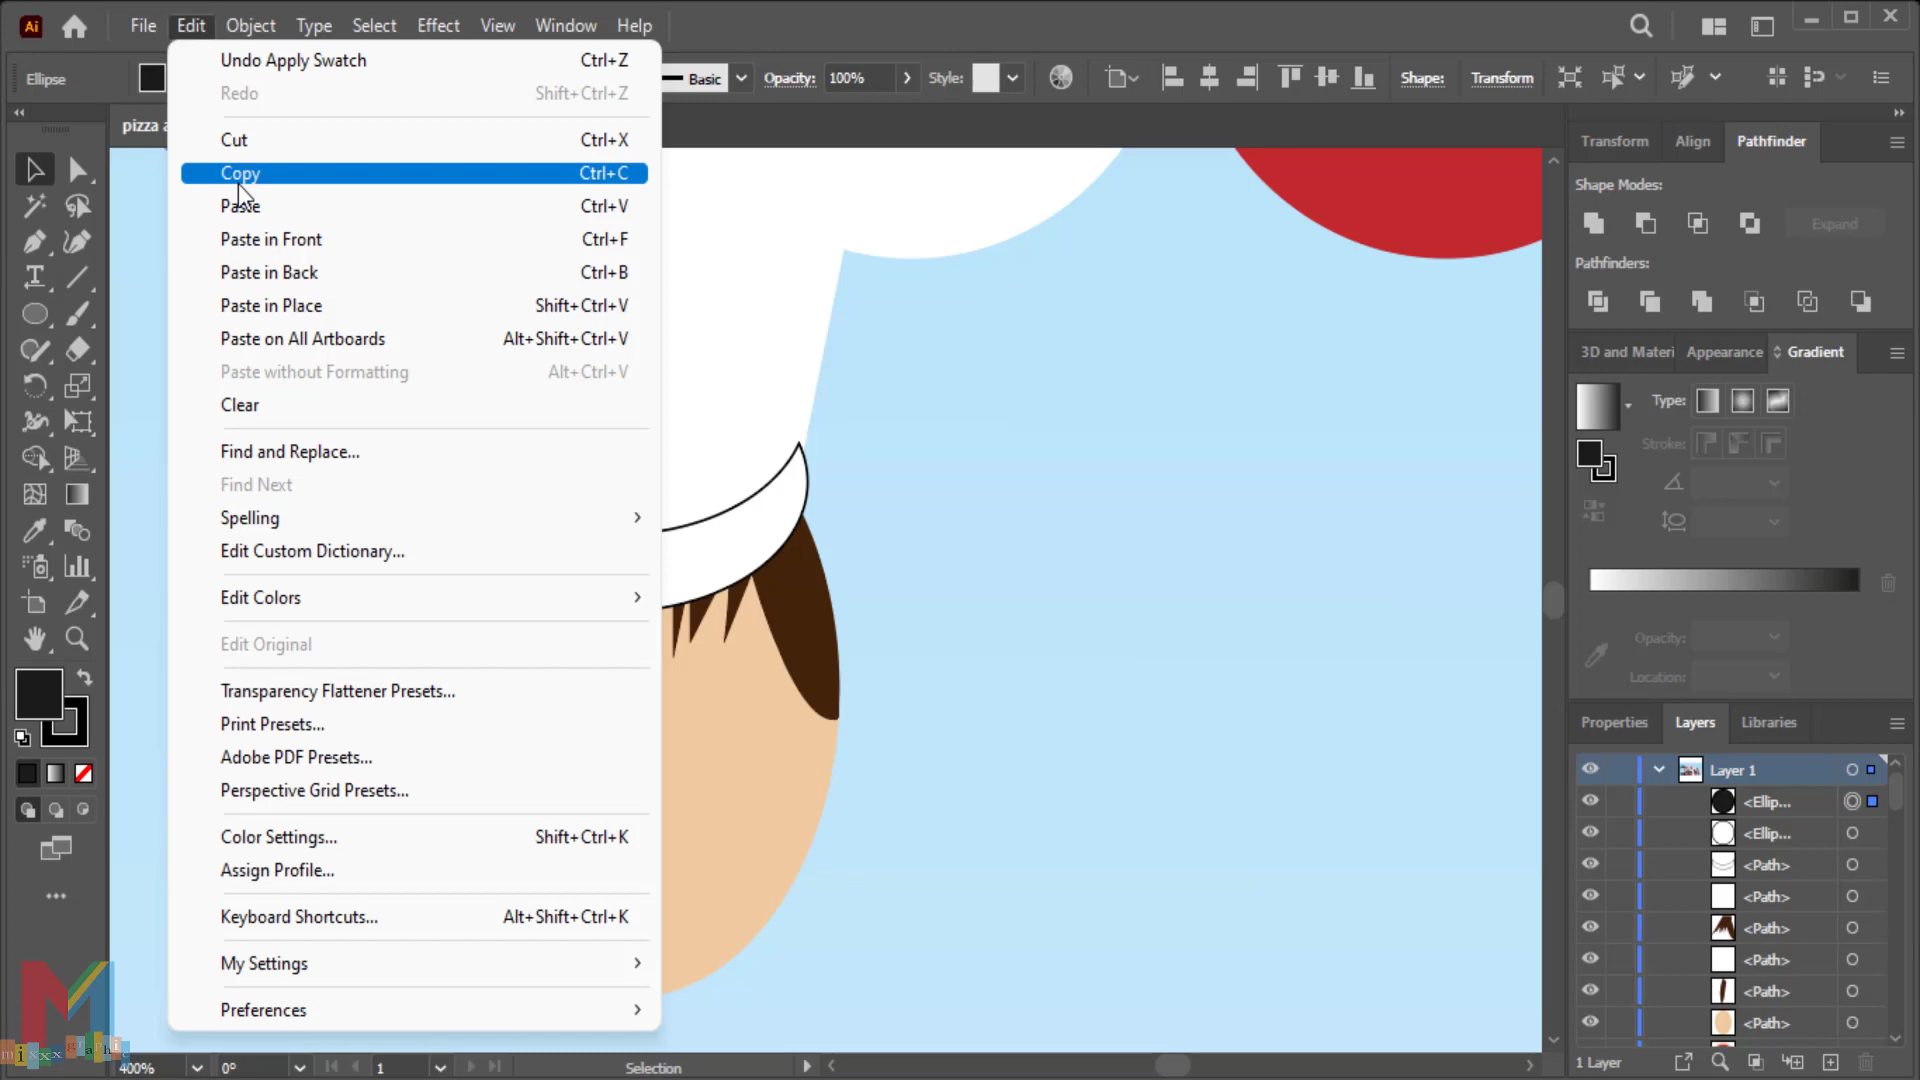 Ai File Edit Object Type Select Effect View Window Help
Ellipse Basic Opacity: 100% Style: Shape: Transform
pizza a
Undo Apply Swatch Ctrl+Z
Redo Shift+Ctrl+Z
Cut Ctrl+X
Copy Ctrl+C
Paste Ctrl+V
Paste in Front Ctrl+F
Paste in Back Ctrl+B
Paste in Place Shift+Ctrl+V
Paste on All Artboards Alt+Shift+Ctrl+V
Paste without Formatting Alt+Ctrl+V
Clear
Find and Replace...
Find Next
Spelling
Edit Custom Dictionary...
Edit Colors
Edit Original
Transparency Flattener Presets...
Print Presets...
Adobe PDF Presets...
Perspective Grid Presets...
Color Settings... Shift+Ctrl+K
Assign Profile...
Keyboard Shortcuts... Alt+Shift+Ctrl+K
My Settings
Preferences
Transform Align Pathfinder
Shape Modes:
Expand
Pathfinders:
3D and Materi Appearance Gradient
Type:
Stroke:
Opacity:
Location:
Properties Layers Libraries
Layer 1
<Ellip...
<Ellip...
<Path>
<Path>
<Path>
<Path>
<Path>
<Path>
1 Layer
M
mixxx graphic
400% 0° 1 Selection